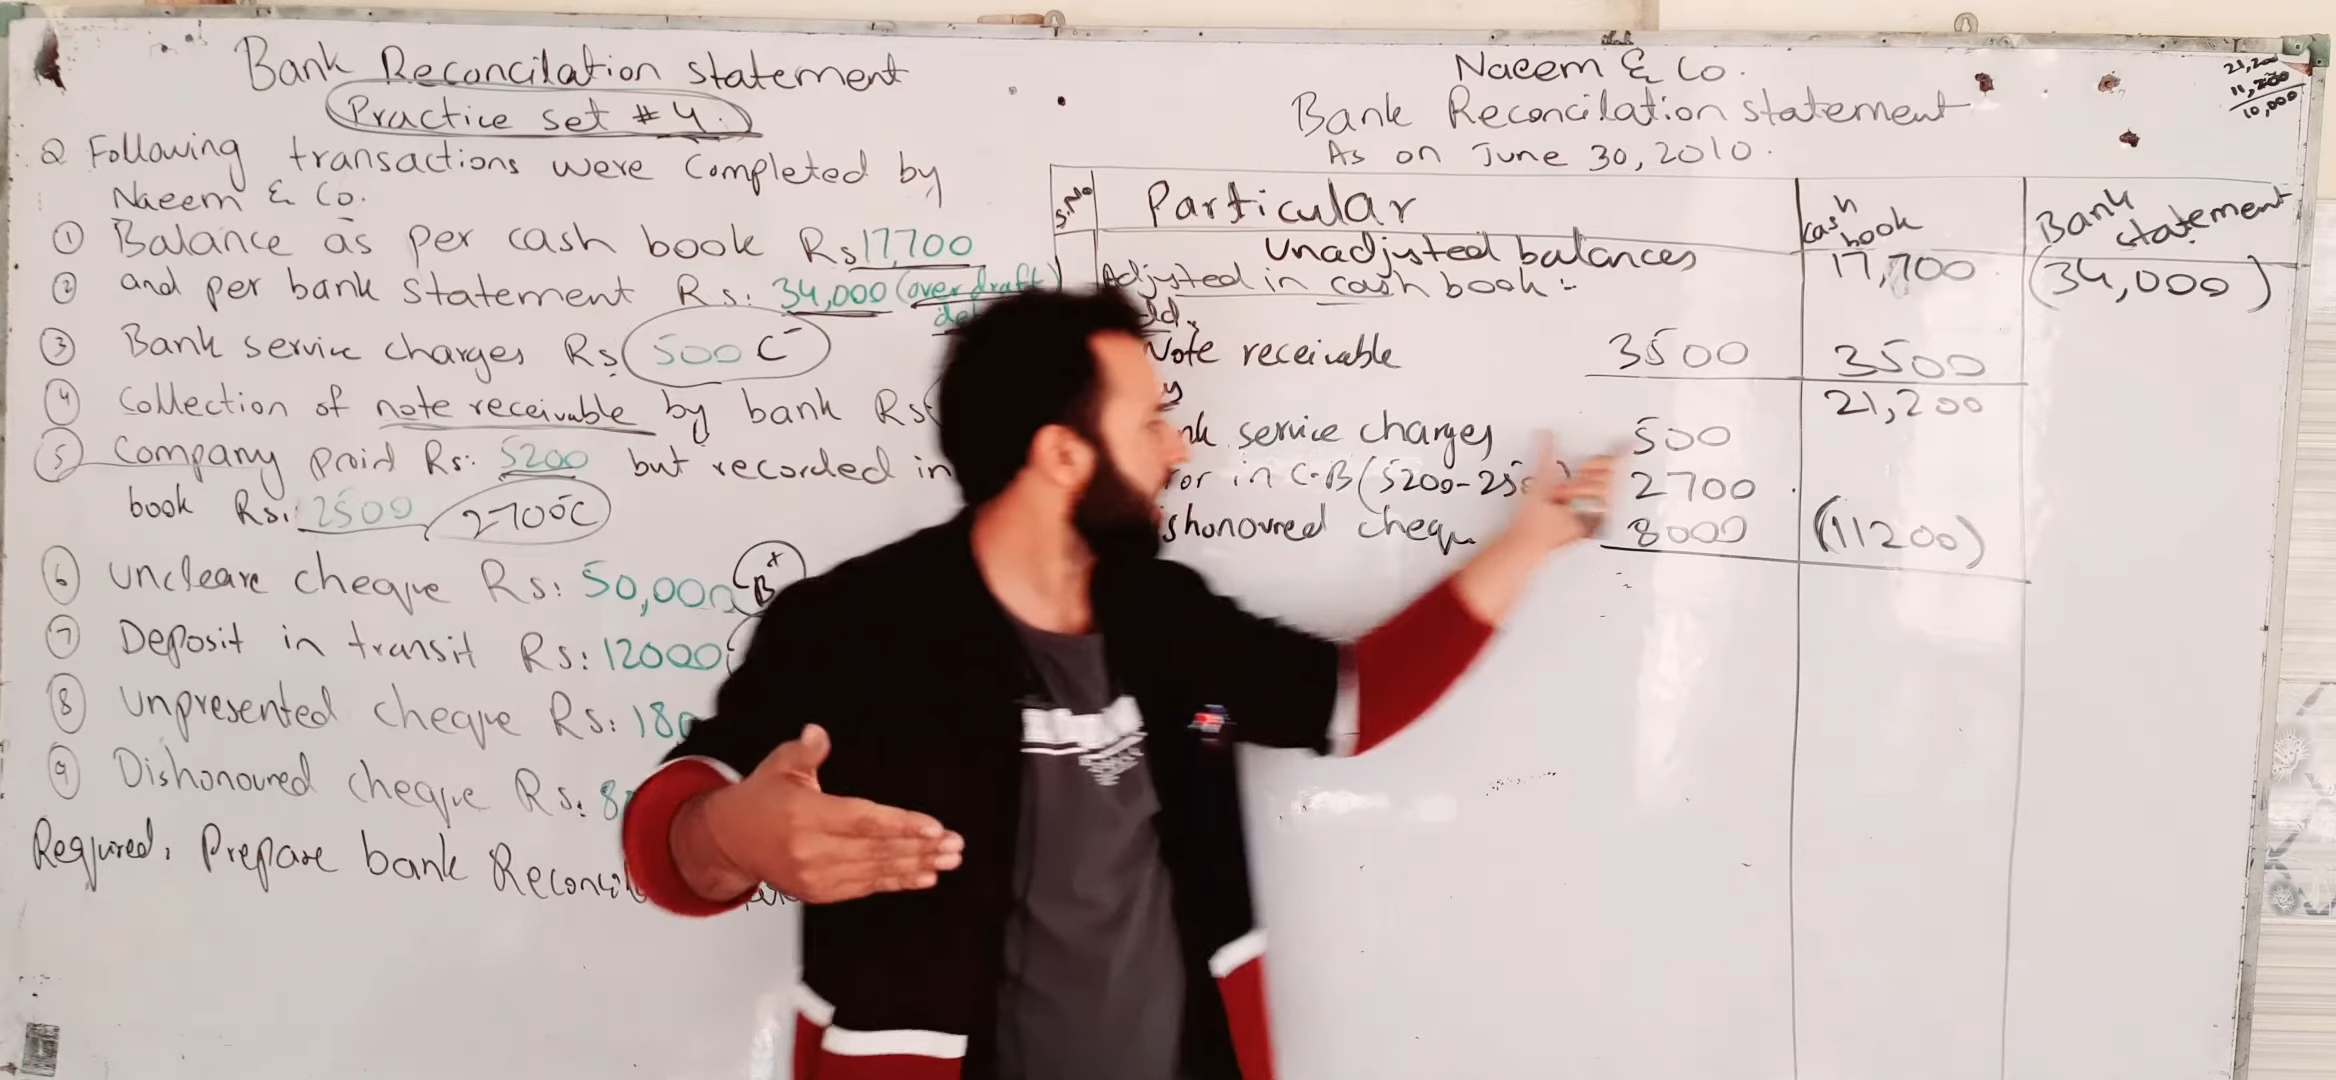 Bank Reconcilation statement
Practice set #4.
Q Following transactions were completed by
Naeem & Co.
① Balance as per cash book Rs 17,700
② and per bank statement Rs: 34,000 (over draft)
③ Bank service charges Rs 500 C-
④ Collection of note receivable by bank Rs
⑤ Company paid Rs: 5200 but recorded in
book Rs: 2500 2700 C
⑥ uncleare cheque Rs: 50,000 B+
⑦ Deposit in transit Rs: 12000
⑧ unpresented cheque Rs: 180
⑨ Dishonoured cheque Rs: 8
Required: Prepare bank
Naeem & Co.
Bank Reconcilation statement
As on June 30, 2010.
S.No Particular Cash book Bank statement
Unadjusted balances 17,700 (34,000)
Adjusted in cash book:-
Note receivable 3500 3500
21,200
service charges 500
in C-B (5200-25 2700
8000 (11200)
21,200
11,200
10,000